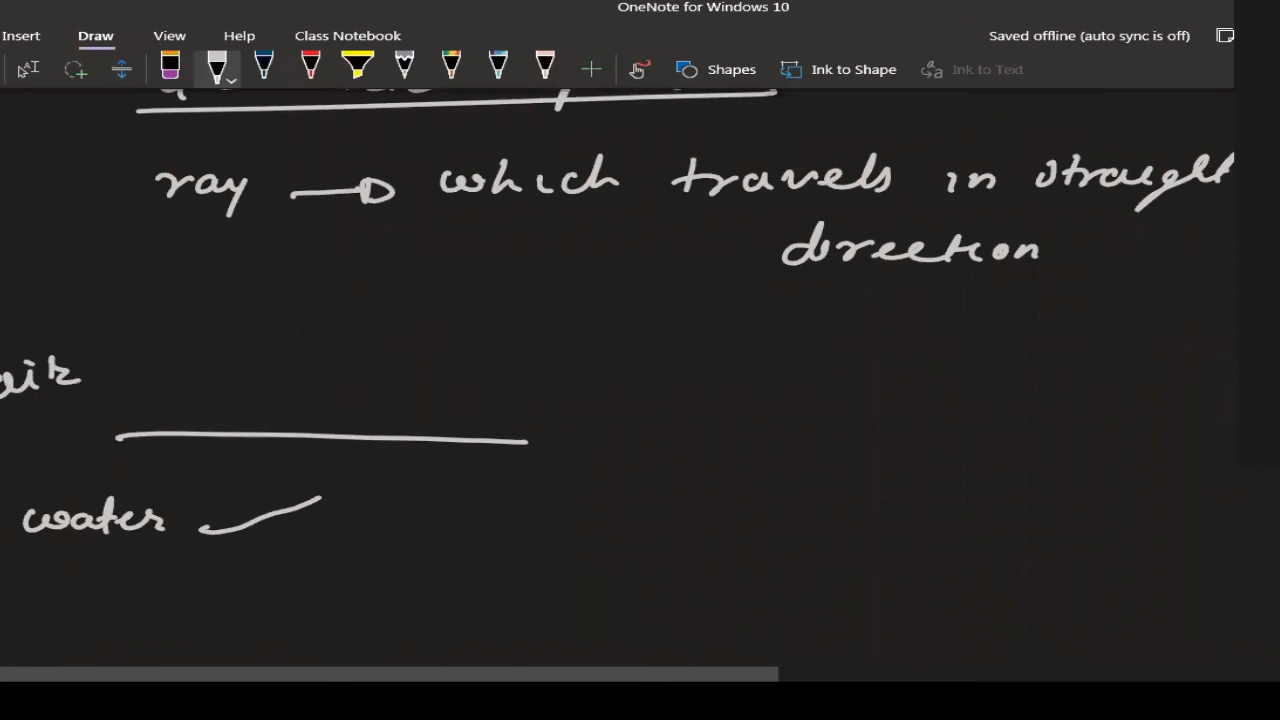 OneNote for Windows 10
Insert Draw View Help Class Notebook Saved offline (auto sync is off)
Shapes Ink to Shape Ink to Text
ray → which travels in straight
direction
air
water ✓